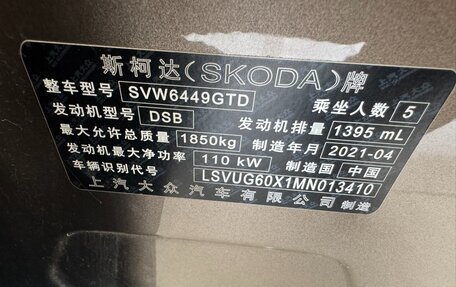 斯柯达(SKODA)牌
整车型号 SVW6449GTD 乘坐人数 5
发动机型号 DSB 发动机排量 1395 mL
最大允许总质量 1850kg 制造年月 2021-04
发动机最大净功率 110 kW 制造国 中国
车辆识别代号 LSVUG60X1MN013410
上汽大众汽车有限公司 制造